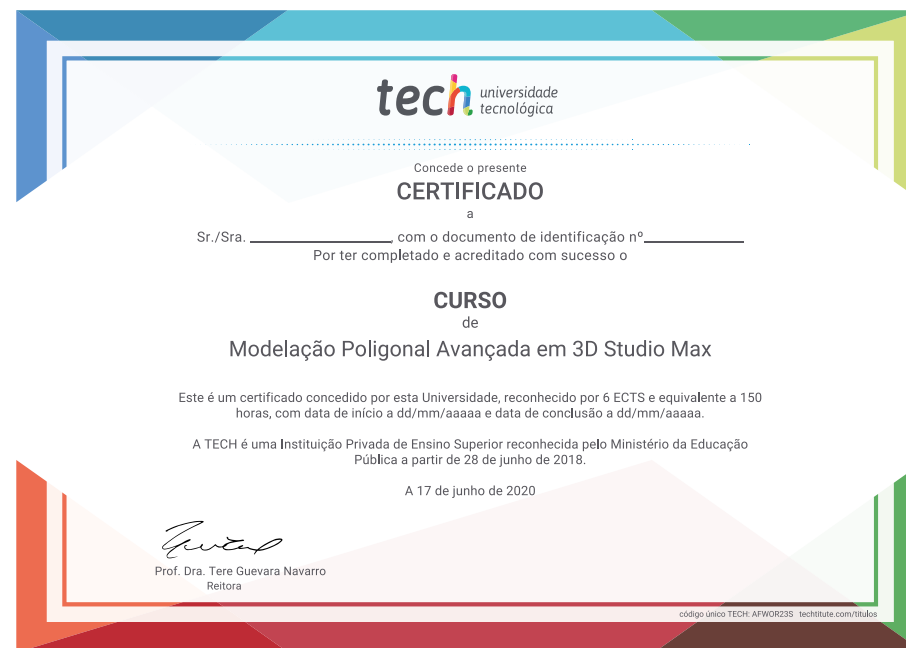 tech universidade
tecnológica
Concede o presente
CERTIFICADO
a
Sr./Sra. , com o documento de identificação nº
Por ter completado e acreditado com sucesso o
CURSO
de
Modelação Poligonal Avançada em 3D Studio Max
Este é um certificado concedido por esta Universidade, reconhecido por 6 ECTS e equivalente a 150
horas, com data de início a dd/mm/aaaaa e data de conclusão a dd/mm/aaaaa.
A TECH é uma Instituição Privada de Ensino Superior reconhecida pelo Ministério da Educação
Pública a partir de 28 de junho de 2018.
A 17 de junho de 2020
Prof. Dra. Tere Guevara Navarro
Reitora
código único TECH: AFWOR23S techtitute.com/titulos